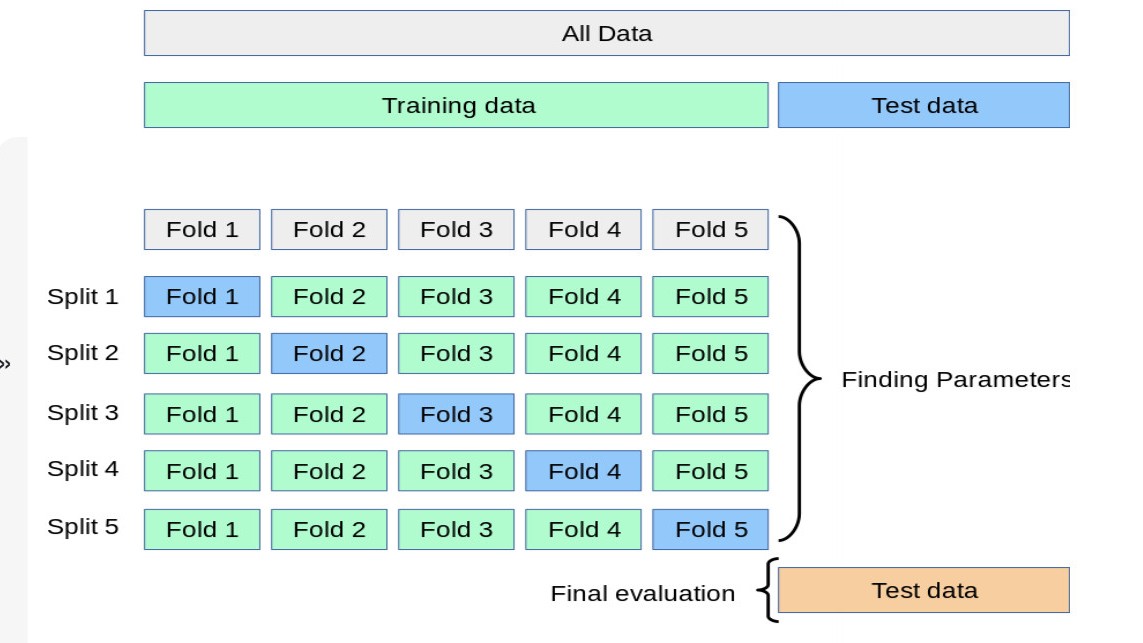 All Data
Training data Test data
Fold 1 Fold 2 Fold 3 Fold 4 Fold 5
Split 1 Fold 1 Fold 2 Fold 3 Fold 4 Fold 5
Split 2 Fold 1 Fold 2 Fold 3 Fold 4 Fold 5
»
Finding Parameters
Split 3 Fold 1 Fold 2 Fold 3 Fold 4 Fold 5
Split 4 Fold 1 Fold 2 Fold 3 Fold 4 Fold 5
Split 5 Fold 1 Fold 2 Fold 3 Fold 4 Fold 5
Final evaluation Test data